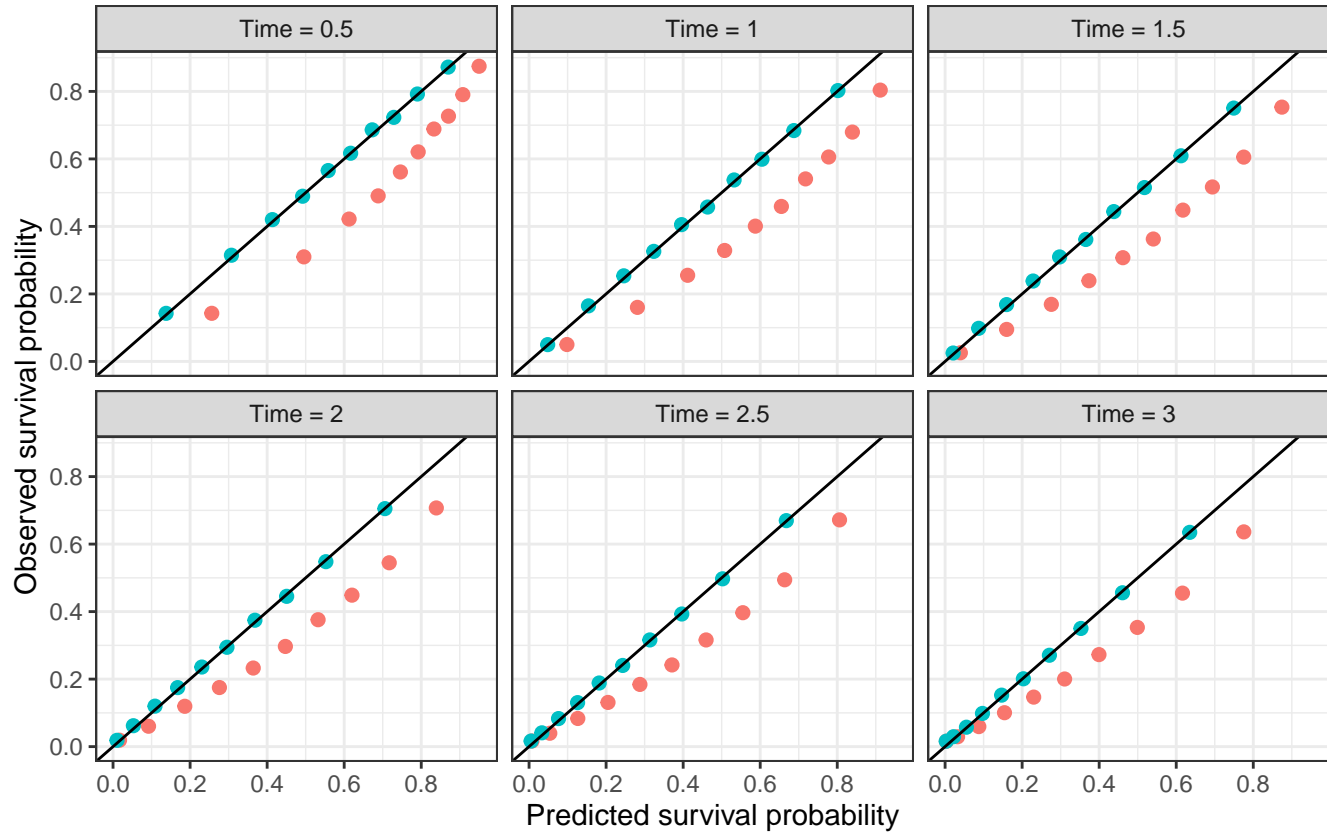 Time = 0.5
Time = 1
Time = 1.5
0.8
0.6
0.4
0.2
0.0
Time = 2
Time = 2.5
Time = 3
0.8
0.6
0.4
0.2
0.0
0.0 0.2 0.4 0.6 0.8
0.0 0.2 0.4 0.6 0.8
0.0 0.2 0.4 0.6 0.8
Observed survival probability
Predicted survival probability